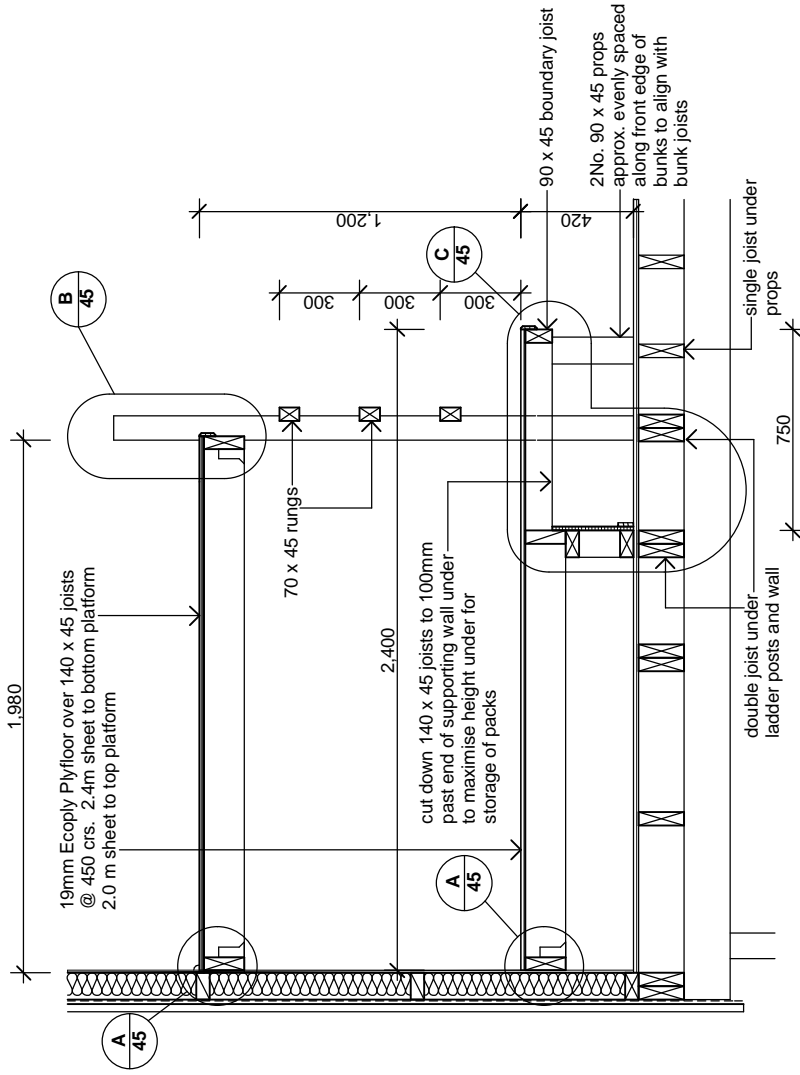 1,980
19mm Ecoply Plyfloor over 140 x 45 joists
@ 450 crs. 2.4m sheet to bottom platform
2.0 m sheet to top platform
A
45
B
45
70 x 45 rungs
300
300
300
1,200
2,400
cut down 140 x 45 joists to 100mm
past end of supporting wall under
to maximise height under for
storage of packs
A
45
C
45
420
90 x 45 boundary joist
2No. 90 x 45 props
approx. evenly spaced
along front edge of
bunks to align with
bunk joists
double joist under
ladder posts and wall
single joist under
props
750